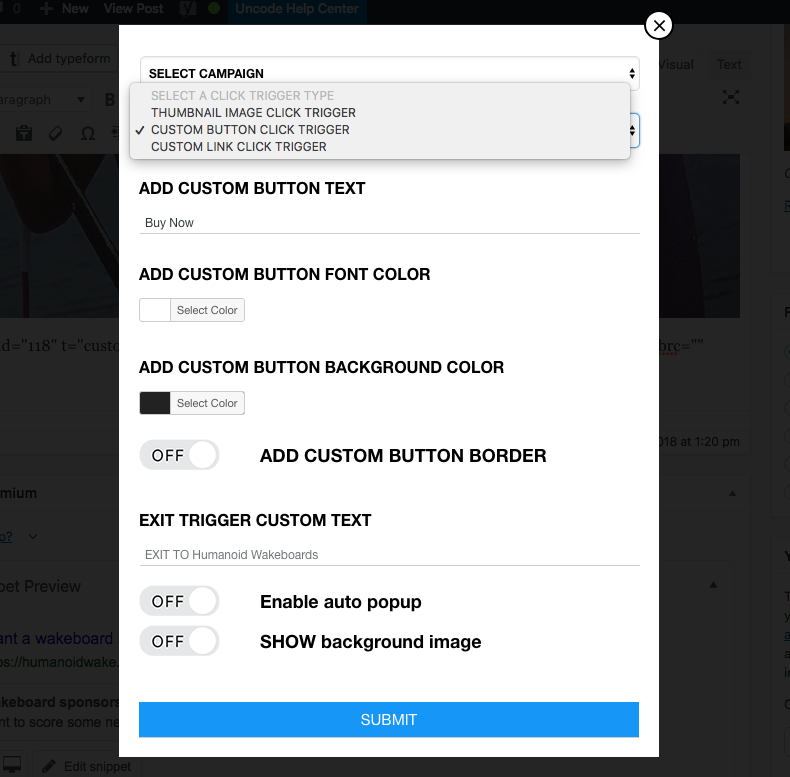 0 New View Post Uncode Help Center
Add typeform
Visual Text
SELECT CAMPAIGN
SELECT A CLICK TRIGGER TYPE
aragraph B
THUMBNAIL IMAGE CLICK TRIGGER
✓ CUSTOM BUTTON CLICK TRIGGER
CUSTOM LINK CLICK TRIGGER
ADD CUSTOM BUTTON TEXT
Buy Now
ADD CUSTOM BUTTON FONT COLOR
Select Color
id="118" t="custo
brc=""
ADD CUSTOM BUTTON BACKGROUND COLOR
Select Color
018 at 1:20 pm
OFF ADD CUSTOM BUTTON BORDER
mium
EXIT TRIGGER CUSTOM TEXT
o?
EXIT TO Humanoid Wakeboards
pet Preview
OFF Enable auto popup
ant a wakeboard
OFF SHOW background image
ps://humanoidwake.
keboard sponsors
nt to score some ne
SUBMIT
Edit snippet